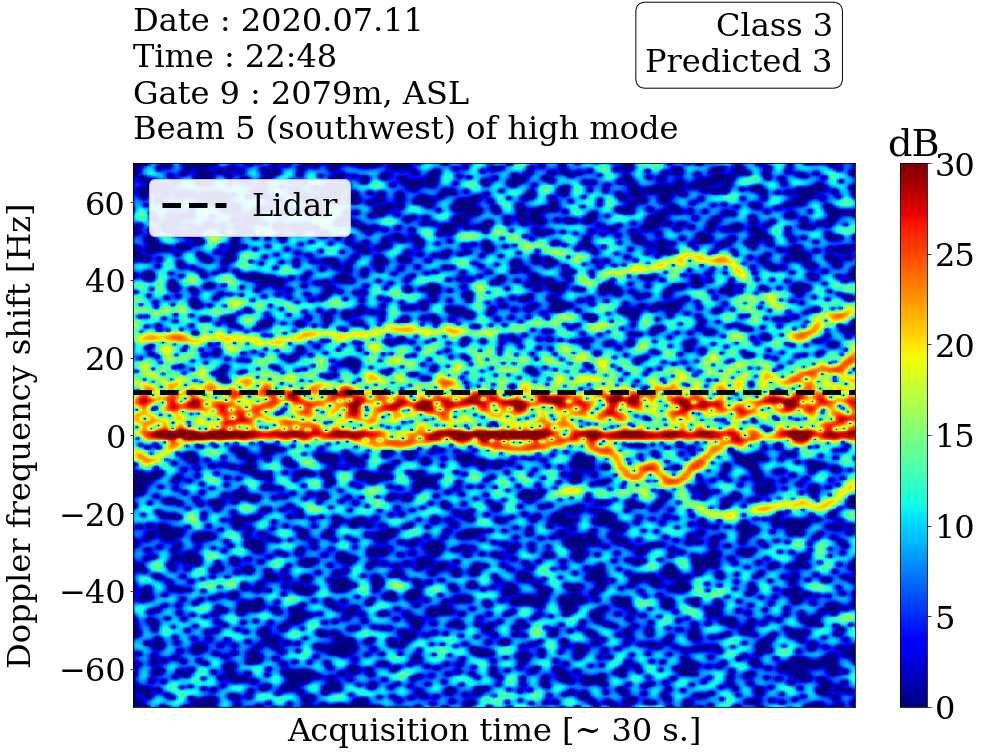 Date : 2020.07.11
Time : 22:48
Gate 9 : 2079m, ASL
Beam 5 (southwest) of high mode
Class 3
Predicted 3
dB
Lidar
Doppler frequency shift [Hz]
60
40
20
0
−20
−40
−60
30
25
20
15
10
5
0
Acquisition time [~ 30 s.]